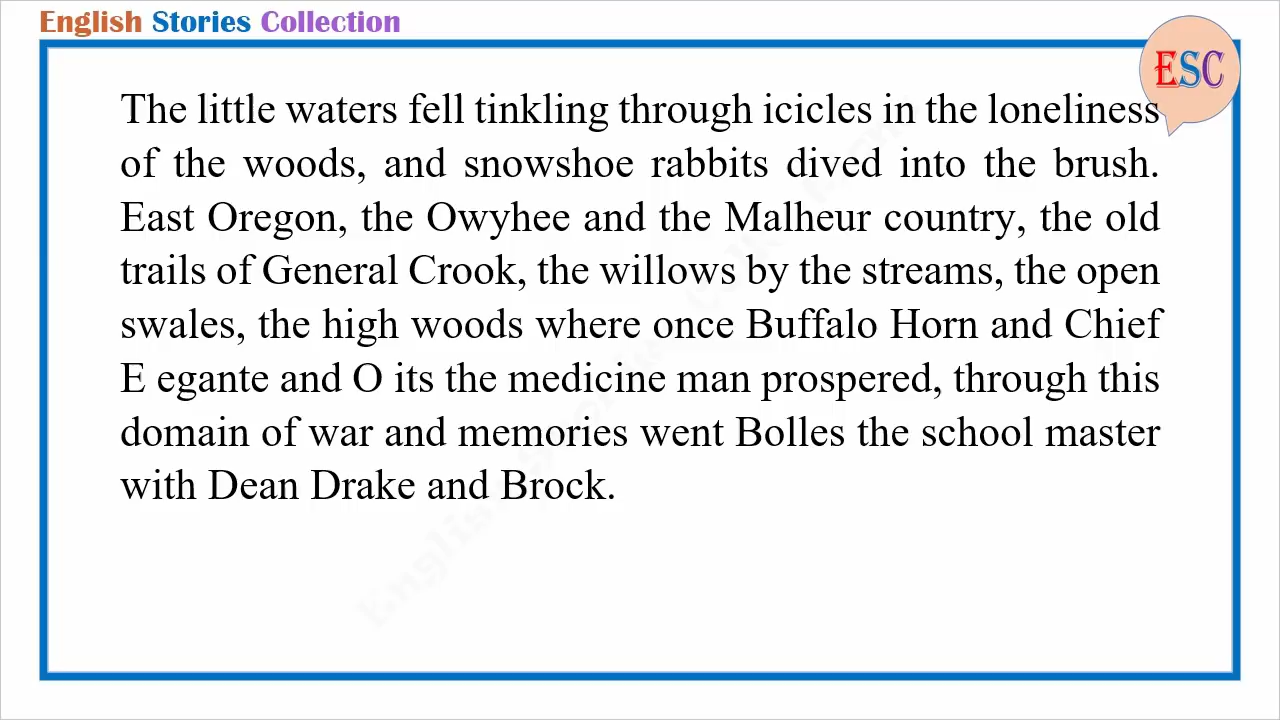 English Stories Collection
ESC
The little waters fell tinkling through icicles in the loneliness
of the woods, and snowshoe rabbits dived into the brush.
East Oregon, the Owyhee and the Malheur country, the old
trails of General Crook, the willows by the streams, the open
swales, the high woods where once Buffalo Horn and Chief
E egante and O its the medicine man prospered, through this
domain of war and memories went Bolles the school master
with Dean Drake and Brock.